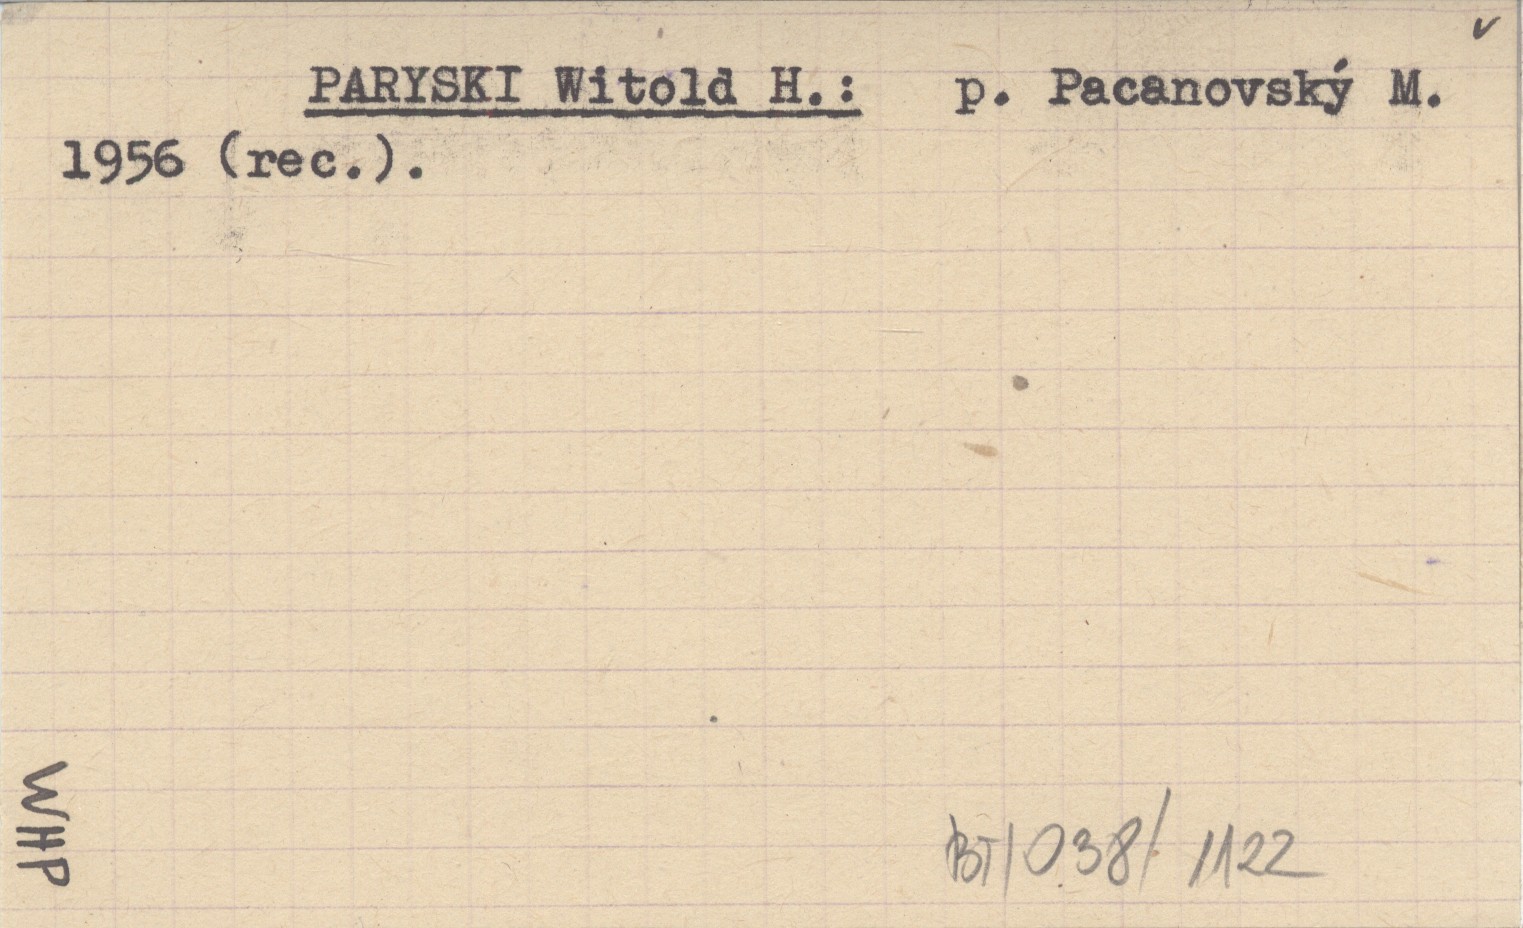 PARYSKI Witold H.: p. Pacanovský M.
1956 (rec.).
WHP
BT/038/1122